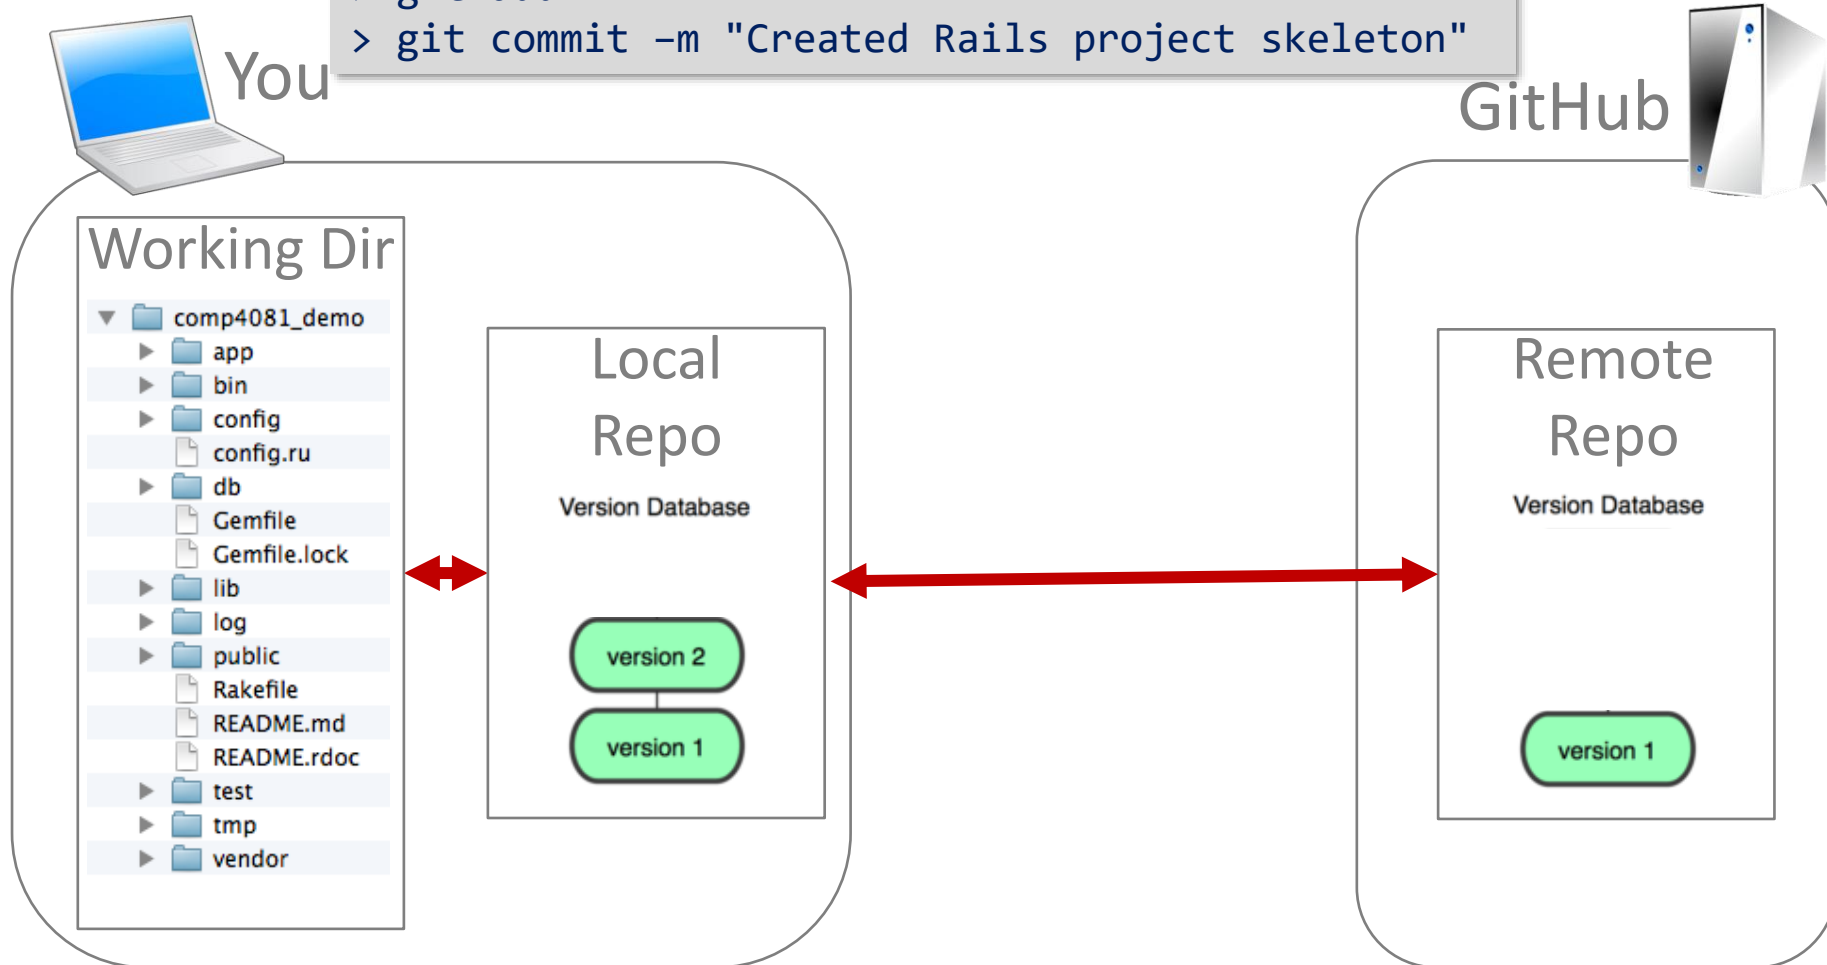 > git commit –m "Created Rails project skeleton"
You
GitHub
Working Dir
comp4081_demo
app
bin
config
config.ru
db
Gemfile
Gemfile.lock
lib
log
public
Rakefile
README.md
README.rdoc
test
tmp
vendor
Local
Repo
Version Database
version 2
version 1
Remote
Repo
Version Database
version 1